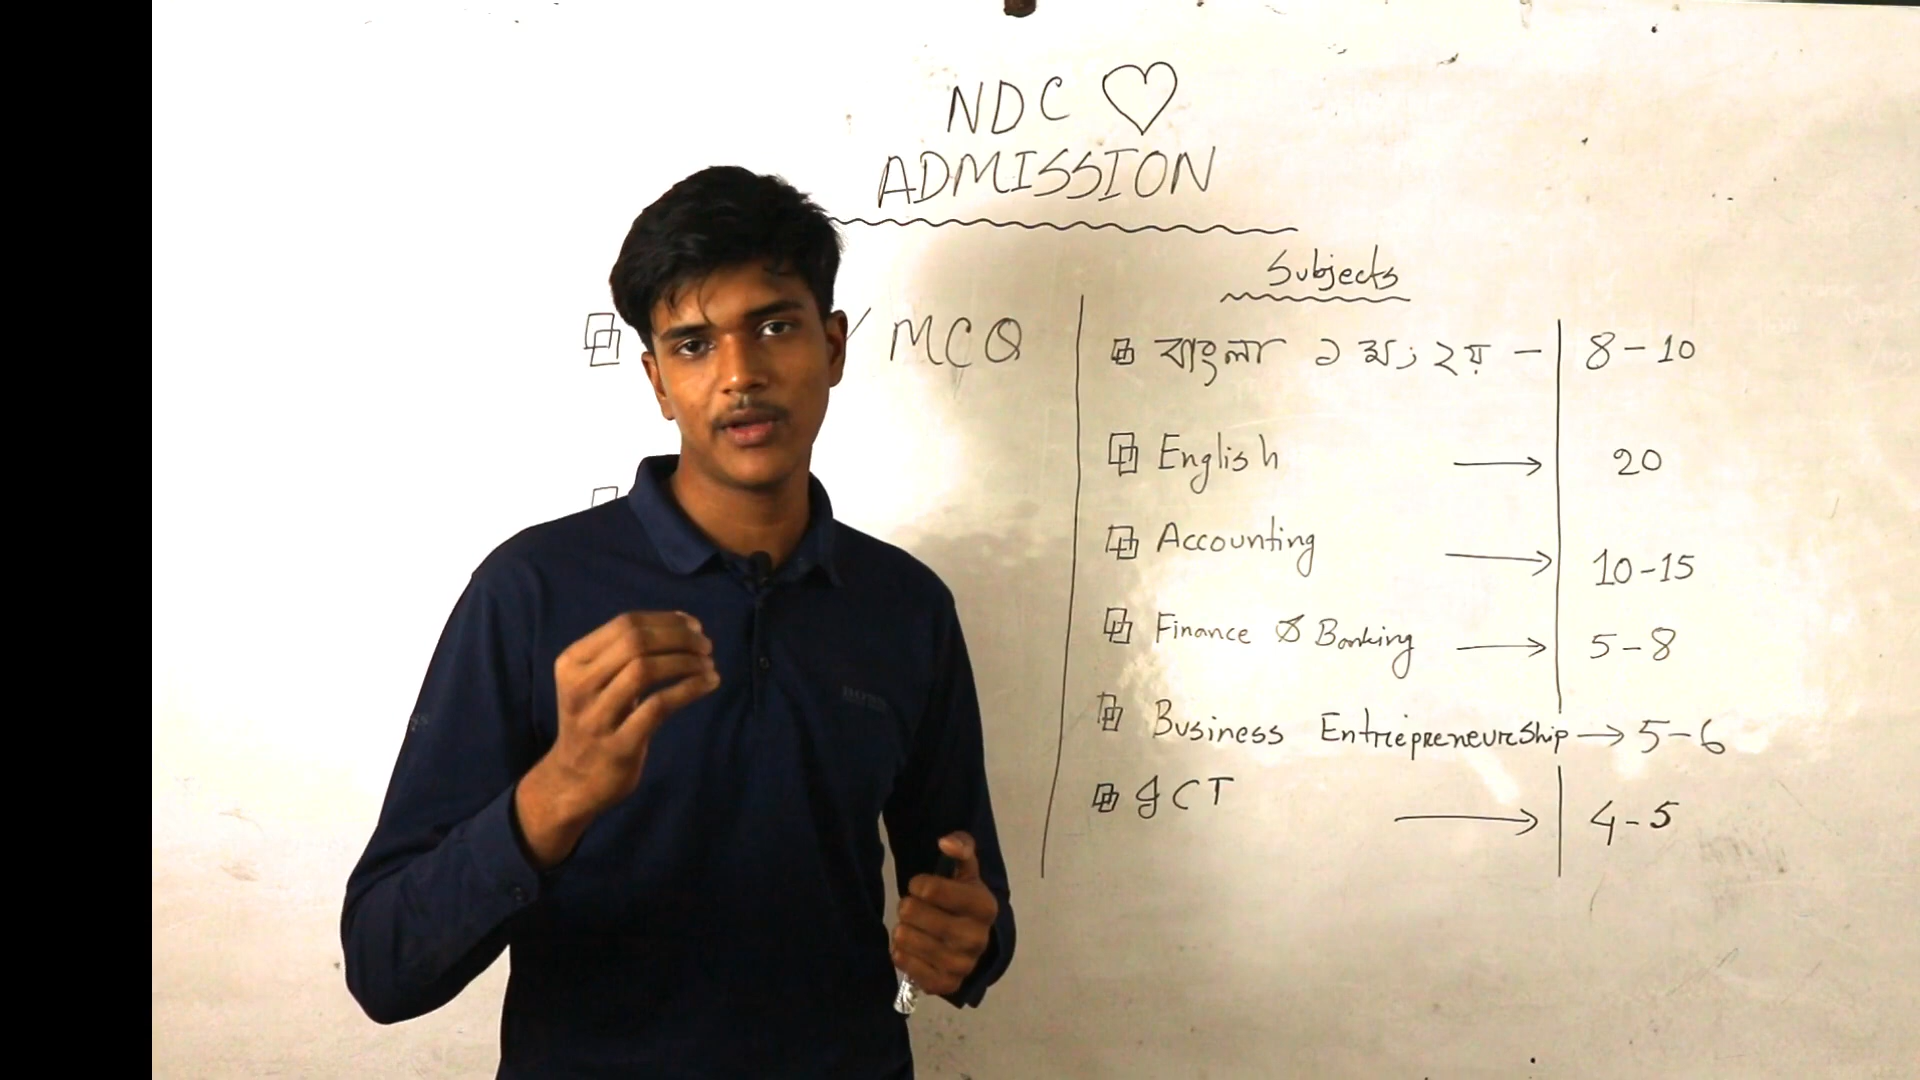 NDC ♡
ADMISSION
Subjects
/ MCQ
বাংলা ১ম, ২য় - 8-10
English → 20
Accounting → 10-15
Finance & Banking → 5-8
Business Entrepreneurship → 5-6
ICT → 4-5
BOSS